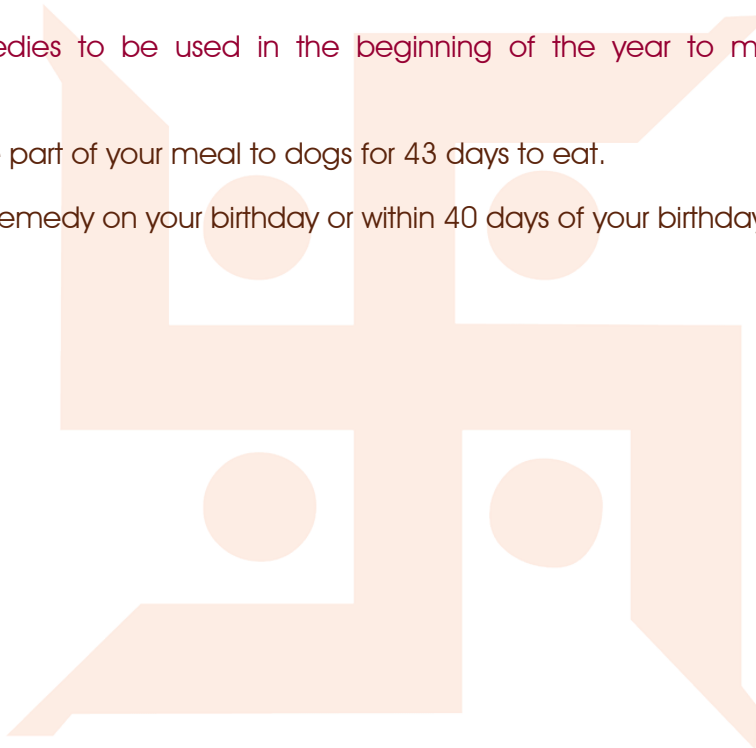 edies to be used in the beginning of the year to m
part of your meal to dogs for 43 days to eat.
emedy on your birthday or within 40 days of your birthday